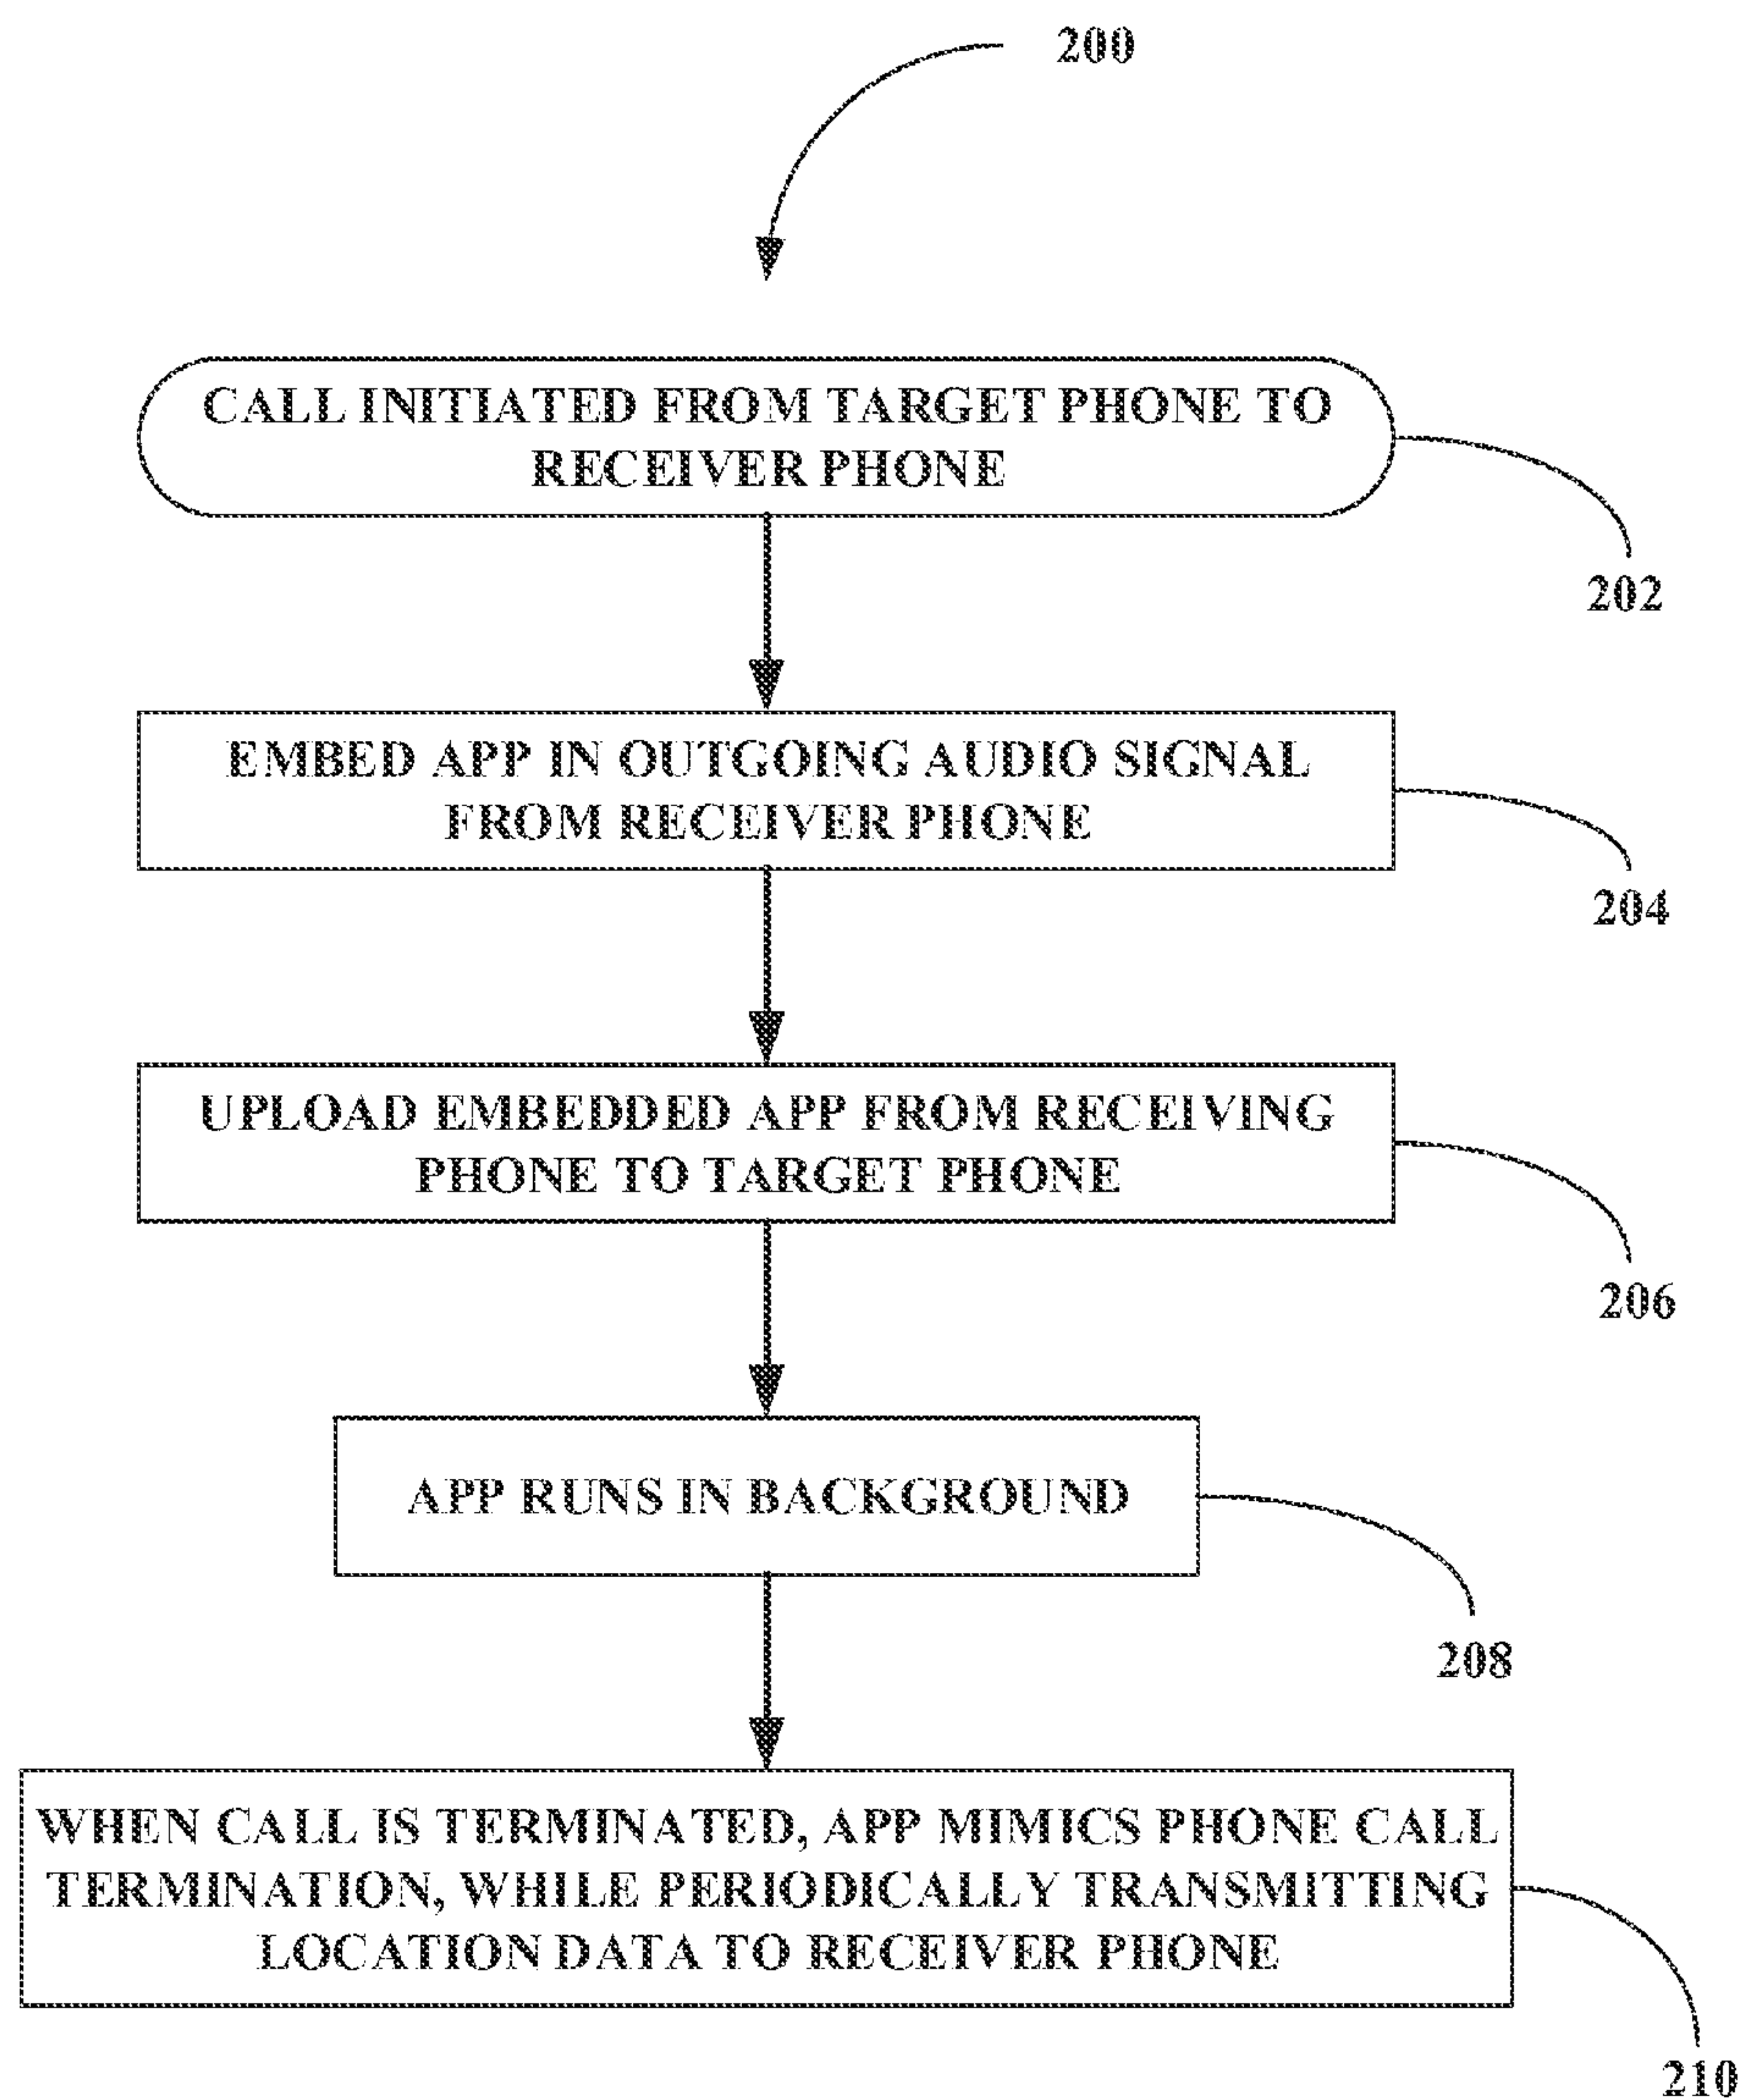 200
CALL INITIATED FROM TARGET PHONE TO
RECEIVER PHONE
202
EMBED APP IN OUTGOING AUDIO SIGNAL
FROM RECEIVER PHONE
204
UPLOAD EMBEDDED APP FROM RECEIVING
PHONE TO TARGET PHONE
206
APP RUNS IN BACKGROUND
208
WHEN CALL IS TERMINATED, APP MIMICS PHONE CALL
TERMINATION, WHILE PERIODICALLY TRANSMITTING
LOCATION DATA TO RECEIVER PHONE
210